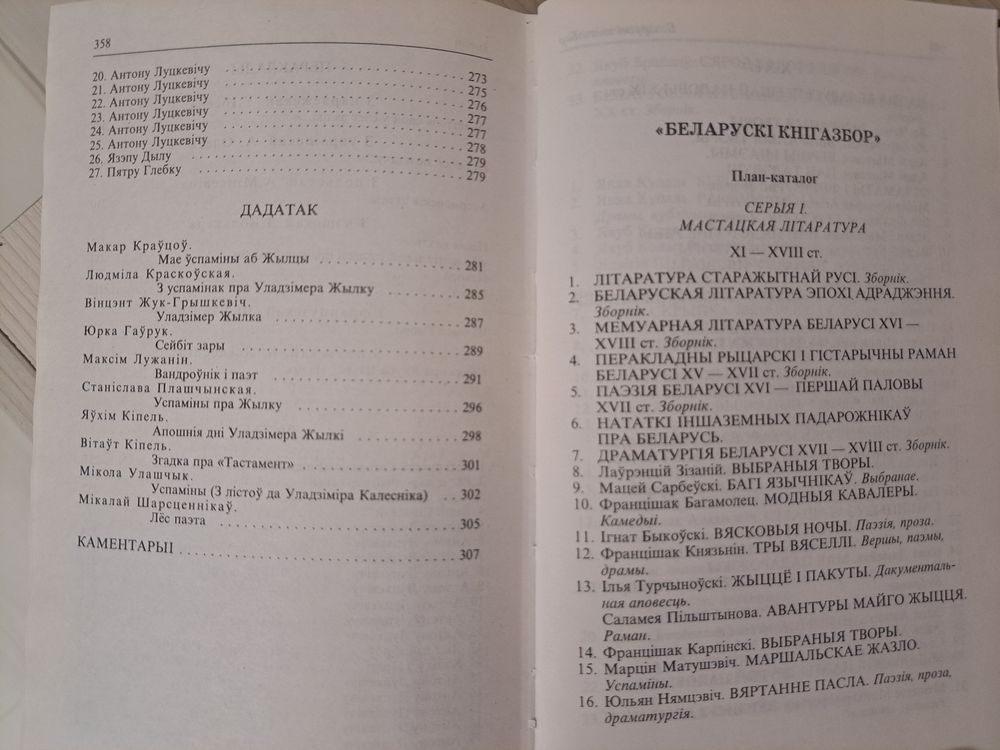 358
20. Антону Луцкевічу 273
21. Антону Луцкевічу 275
22. Антону Луцкевічу 276
23. Антону Луцкевічу 277
24. Антону Луцкевічу 277
25. Антону Луцкевічу 278
26. Язэпу Дылу 279
27. Пятру Глебку 279
ДАДАТАК
Макар Краўцоў.
Мае ўспаміны аб Жылцы 281
Людміла Краскоўская.
З успамінак пра Уладзімера Жылку 285
Вінцэнт Жук-Грышкевіч.
Уладзімер Жылка 287
Юрка Гаўрук.
Сейбіт зары 289
Максім Лужанін.
Вандроўнік і паэт 291
Станіслава Плашчынская.
Успаміны пра Жылку 296
Яўхім Кіпель.
Апошнія дні Уладзімера Жылкі 298
Вітаўт Кіпель.
Згадка пра «Тастамент» 301
Мікола Улашчык.
Успаміны (З лістоў да Уладзіміра Калесніка) 302
Мікалай Шарсценнікаў.
Лёс паэта 305
КАМЕНТАРЫІ 307
«БЕЛАРУСКІ КНІГАЗБОР»
План-каталог
СЕРЫЯ I.
МАСТАЦКАЯ ЛІТАРАТУРА
XI — XVIII ст.
1. ЛІТАРАТУРА СТАРАЖЫТНАЙ РУСІ. Зборнік.
2. БЕЛАРУСКАЯ ЛІТАРАТУРА ЭПОХІ АДРАДЖЭННЯ.
Зборнік.
3. МЕМУАРНАЯ ЛІТАРАТУРА БЕЛАРУСІ XVI —
XVIII ст. Зборнік.
4. ПЕРАКЛАДНЫ РЫЦАРСКІ І ГІСТАРЫЧНЫ РАМАН
БЕЛАРУСІ XV — XVII ст. Зборнік.
5. ПАЭЗІЯ БЕЛАРУСІ XVI — ПЕРШАЙ ПАЛОВЫ
XVII ст. Зборнік.
6. НАТАТКІ ІНШАЗЕМНЫХ ПАДАРОЖНІКАЎ
ПРА БЕЛАРУСЬ.
7. ДРАМАТУРГІЯ БЕЛАРУСІ XVII — XVIII ст. Зборнік.
8. Лаўрэнцій Зізаній. ВЫБРАНЫЯ ТВОРЫ.
9. Мацей Сарбеўскі. БАГІ ЯЗЫЧНІКАЎ. Выбранае.
10. Францішак Багамолец. МОДНЫЯ КАВАЛЕРЫ.
Камедыі.
11. Ігнат Быкоўскі. ВЯСКОВЫЯ НОЧЫ. Паэзія, проза.
12. Францішак Князьнін. ТРЫ ВЯСЕЛЛІ. Вершы, паэмы,
драмы.
13. Ілья Турчыноўскі. ЖЫЦЦЁ І ПАКУТЫ. Дакументаль-
ная аповесць.
Саламея Пільштынова. АВАНТУРЫ МАЙГО ЖЫЦЦЯ.
Раман.
14. Францішак Карпінскі. ВЫБРАНЫЯ ТВОРЫ.
15. Марцін Матушэвіч. МАРШАЛЬСКАЕ ЖАЗЛО.
Успаміны.
16. Юльян Нямцэвіч. ВЯРТАННЕ ПАСЛА. Паэзія, проза,
драматургія.